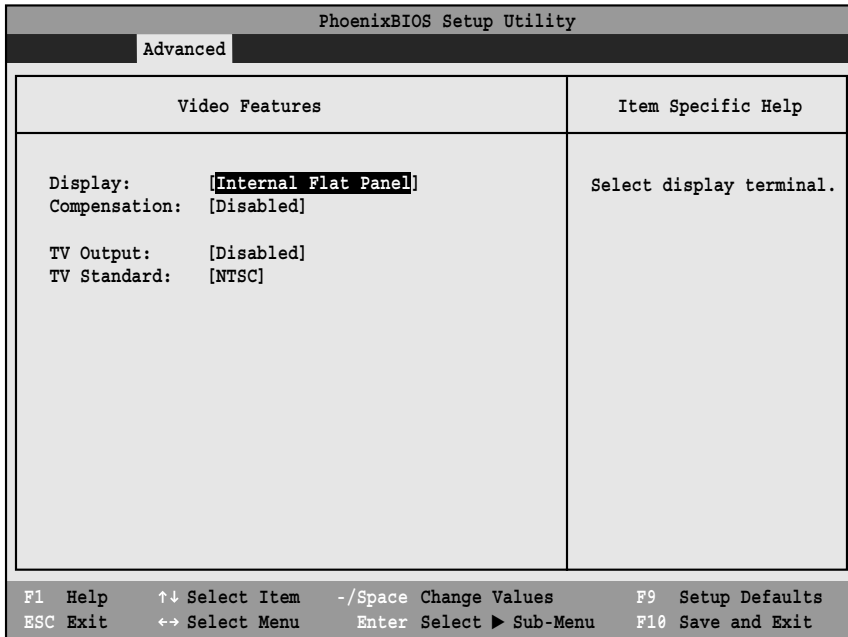 PhoenixBIOS Setup Utility
Advanced
Video Features
Item Specific Help
Display: [Internal Flat Panel]
Compensation: [Disabled]
TV Output: [Disabled]
TV Standard: [NTSC]
Select display terminal.
F1 Help ↑↓ Select Item -/Space Change Values F9 Setup Defaults
ESC Exit ←→ Select Menu Enter Select ▶ Sub-Menu F10 Save and Exit